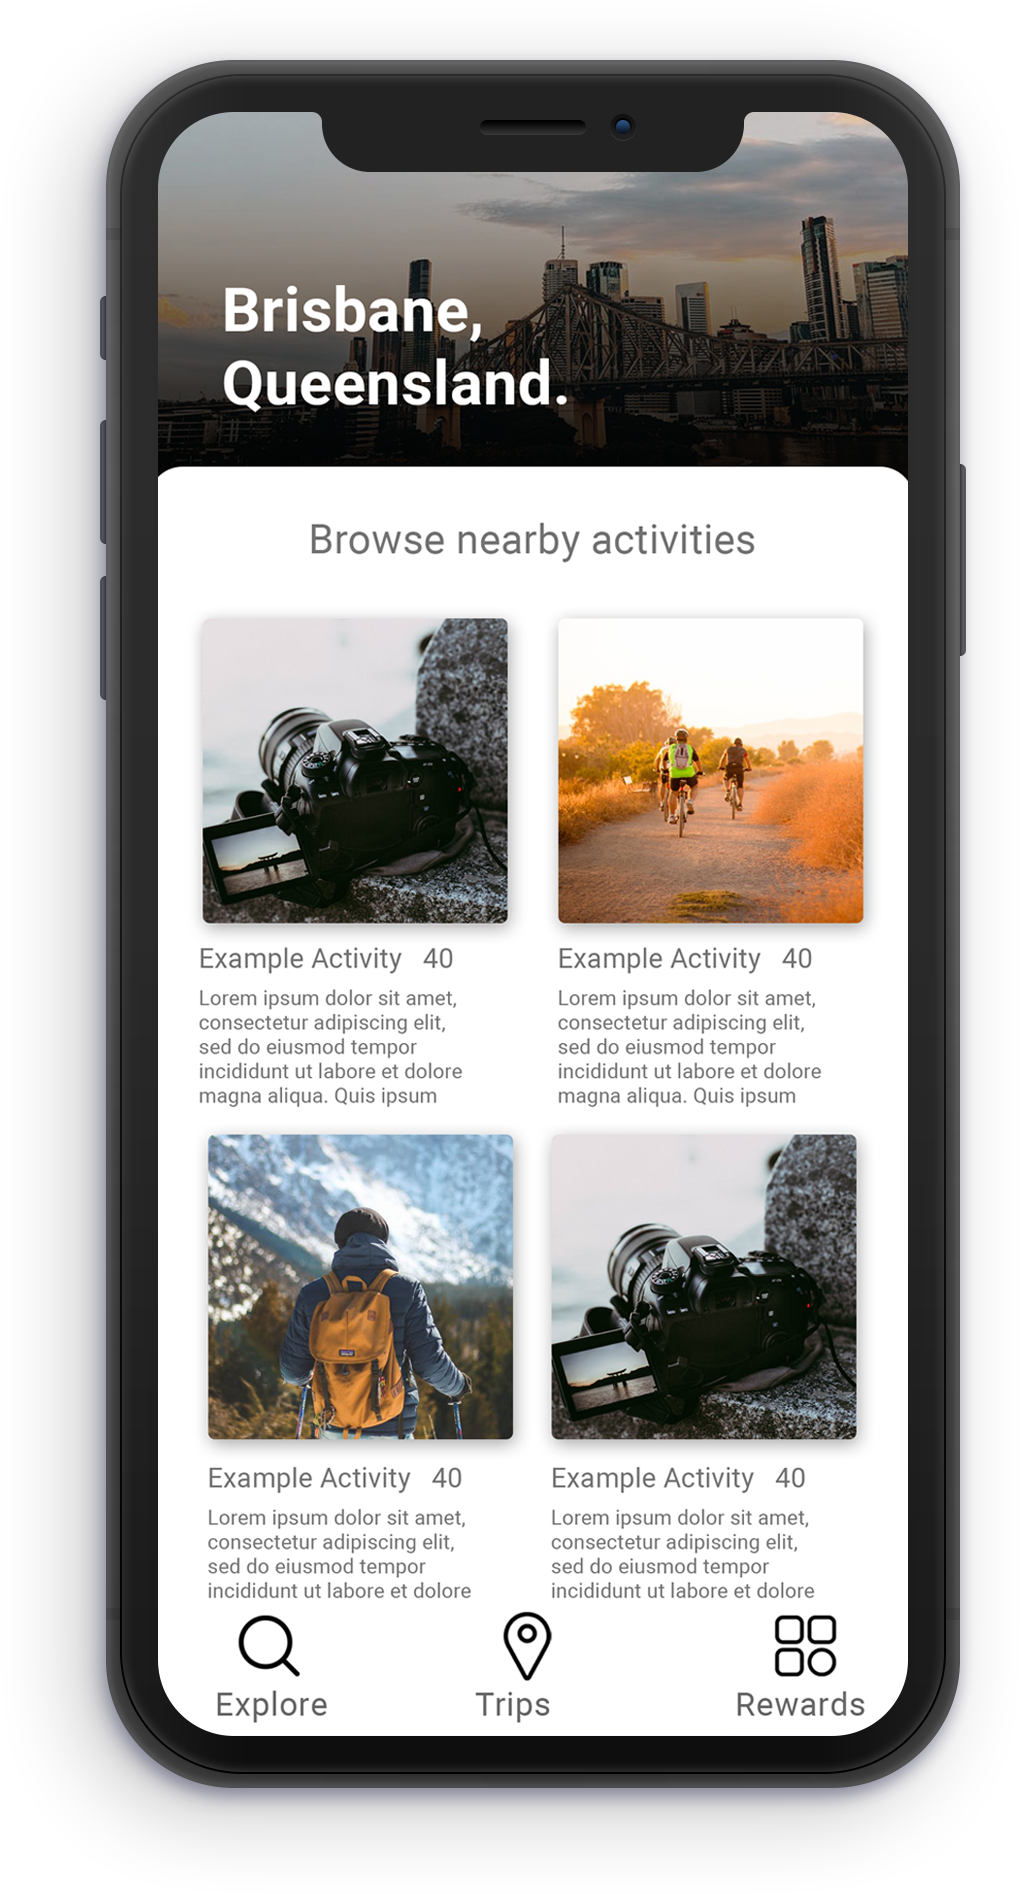 Brisbane,
Queensland.
Browse nearby activities
Example Activity 40
Lorem ipsum dolor sit amet,
consectetur adipiscing elit,
sed do eiusmod tempor
incididunt ut labore et dolore
magna aliqua. Quis ipsum
Example Activity 40
Lorem ipsum dolor sit amet,
consectetur adipiscing elit,
sed do eiusmod tempor
incididunt ut labore et dolore
magna aliqua. Quis ipsum
Example Activity 40
Lorem ipsum dolor sit amet,
consectetur adipiscing elit,
sed do eiusmod tempor
incididunt ut labore et dolore
Example Activity 40
Lorem ipsum dolor sit amet,
consectetur adipiscing elit,
sed do eiusmod tempor
incididunt ut labore et dolore
Explore
Trips
Rewards